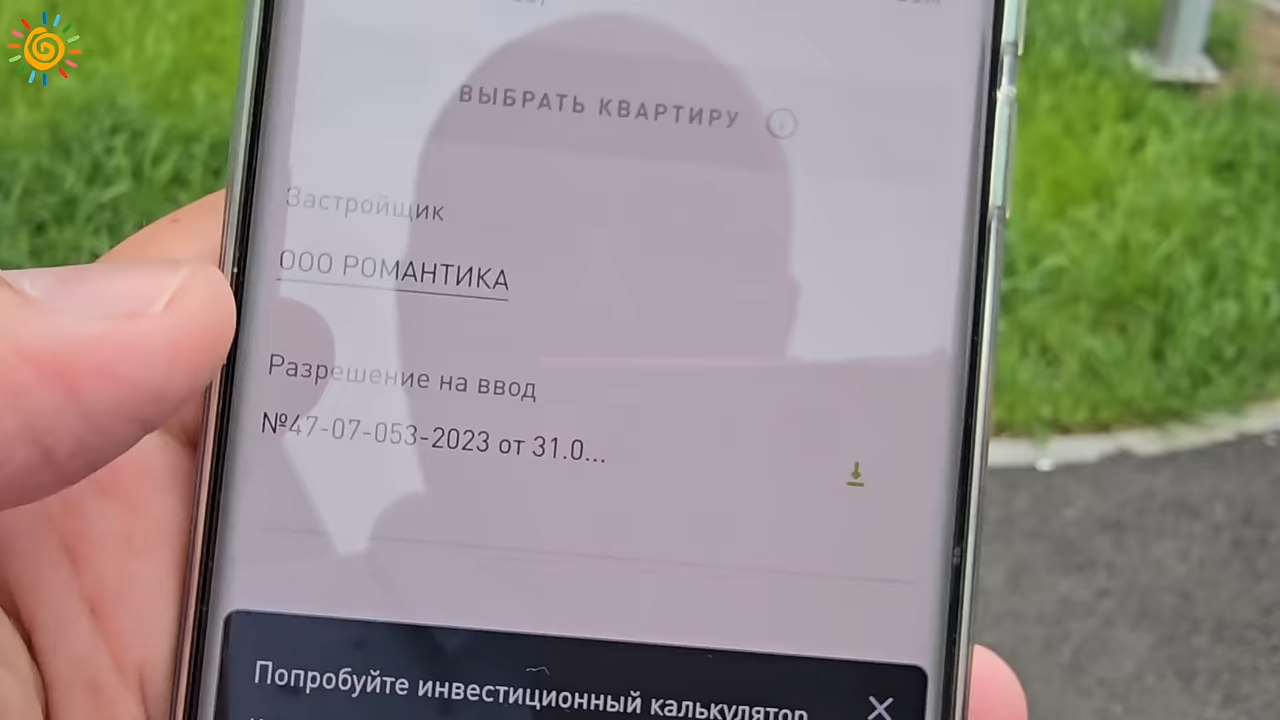 ВЫБРАТЬ КВАРТИРУ
Застройщик
ООО РОМАНТИКА
Разрешение на ввод
№47-07-053-2023 от 31.0...
Попробуйте инвестиционный калькулятор